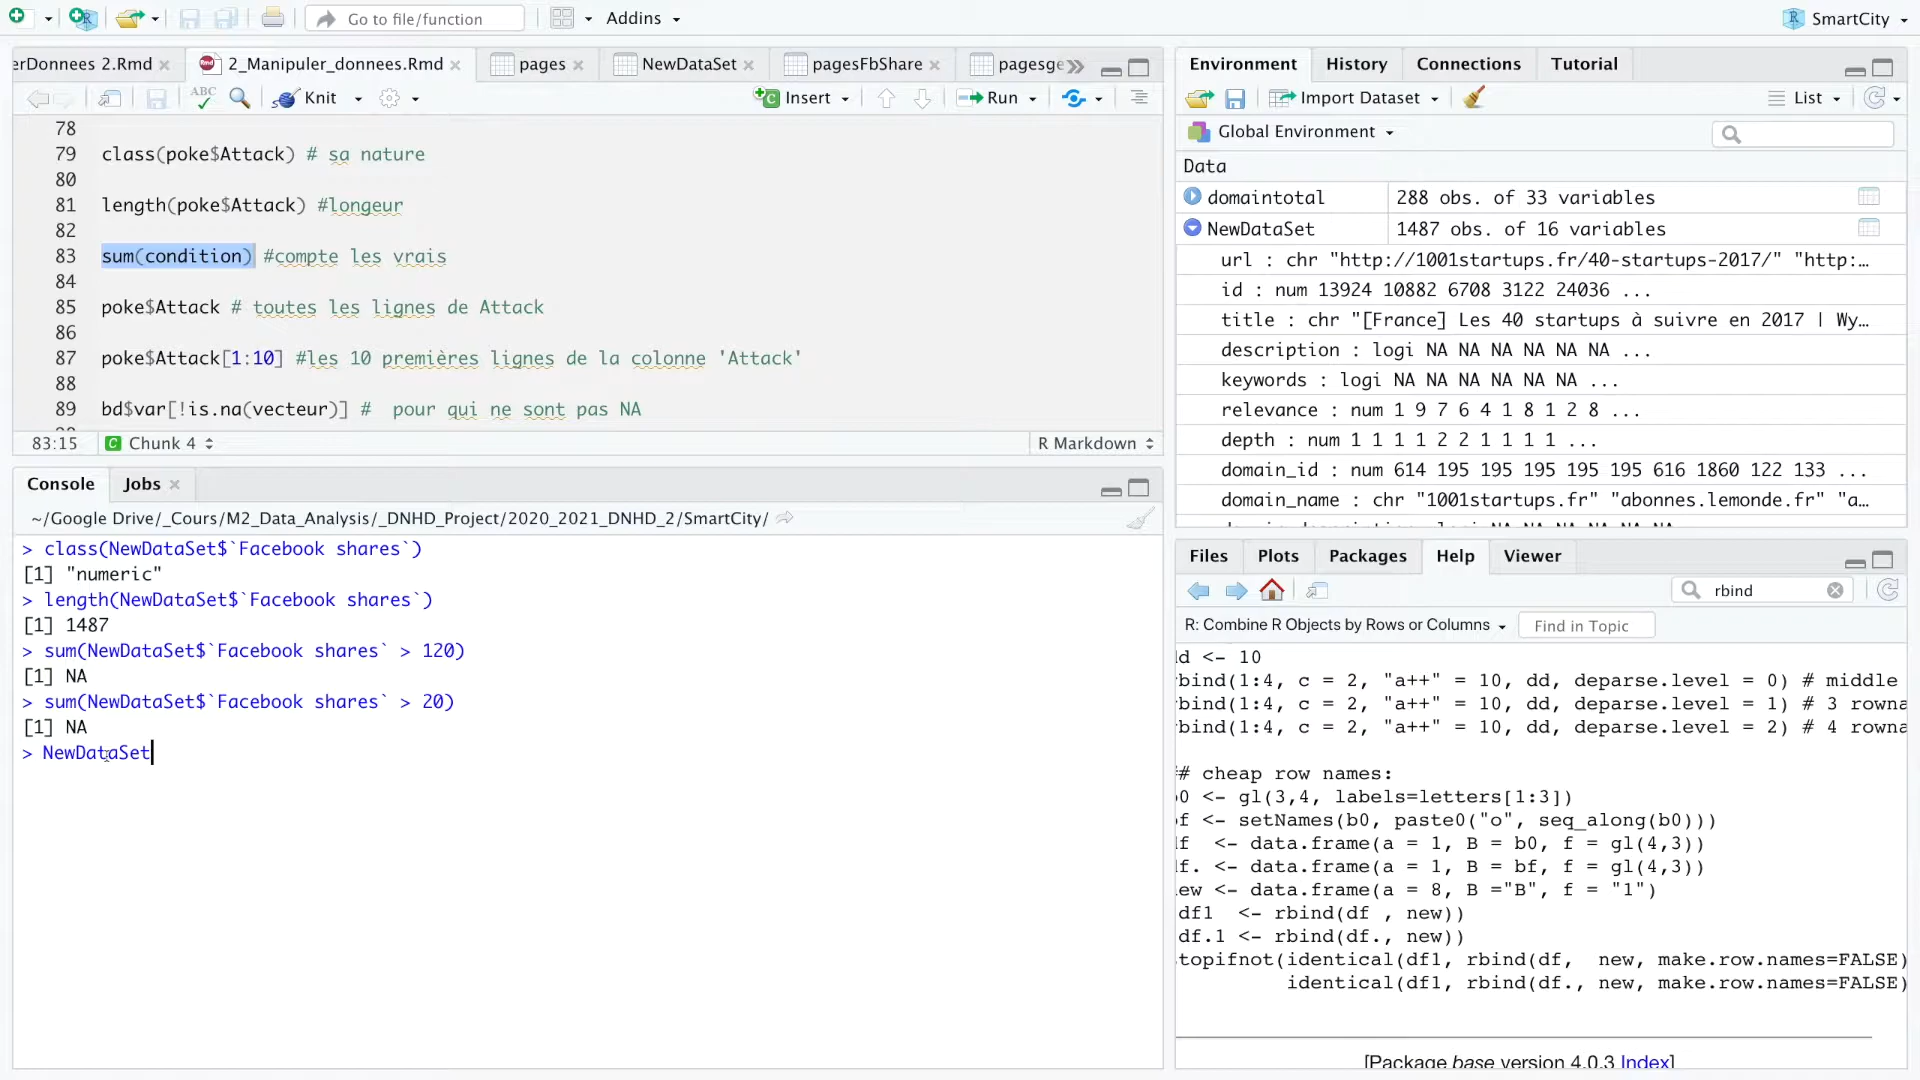 Go to file/function
Addins
SmartCity
erDonnees 2.Rmd
2_Manipuler_donnees.Rmd
pages
NewDataSet
pagesFbShare
pagesge
ABC
Knit
Insert
Run
78
79 class(poke$Attack) # sa nature
80
81 length(poke$Attack) #longeur
82
83 sum(condition) #compte les vrais
84
85 poke$Attack # toutes les lignes de Attack
86
87 poke$Attack[1:10] #les 10 premières lignes de la colonne 'Attack'
88
89 bd$var[!is.na(vecteur)] #  pour qui ne sont pas NA
83:15
Chunk 4
R Markdown
Console
Jobs
~/Google Drive/_Cours/M2_Data_Analysis/_DNHD_Project/2020_2021_DNHD_2/SmartCity/
> class(NewDataSet$`Facebook shares`)
[1] "numeric"
> length(NewDataSet$`Facebook shares`)
[1] 1487
> sum(NewDataSet$`Facebook shares` > 120)
[1] NA
> sum(NewDataSet$`Facebook shares` > 20)
[1] NA
> NewDataSet
Environment
History
Connections
Tutorial
Import Dataset
List
Global Environment
Data
domaintotal 288 obs. of 33 variables
NewDataSet 1487 obs. of 16 variables
url : chr "http://1001startups.fr/40-startups-2017/" "http:…
id : num 13924 10882 6708 3122 24036 ...
title : chr "[France] Les 40 startups à suivre en 2017 | Wy…
description : logi NA NA NA NA NA NA ...
keywords : logi NA NA NA NA NA NA ...
relevance : num 1 9 7 6 4 1 8 1 2 8 ...
depth : num 1 1 1 1 2 2 1 1 1 1 ...
domain_id : num 614 195 195 195 195 195 616 1860 122 133 ...
domain_name : chr "1001startups.fr" "abonnes.lemonde.fr" "a…
Files
Plots
Packages
Help
Viewer
rbind
R: Combine R Objects by Rows or Columns
Find in Topic
dd <- 10
rbind(1:4, c = 2, "a++" = 10, dd, deparse.level = 0) # middle
rbind(1:4, c = 2, "a++" = 10, dd, deparse.level = 1) # 3 rowna
rbind(1:4, c = 2, "a++" = 10, dd, deparse.level = 2) # 4 rowna
## cheap row names:
b0 <- gl(3,4, labels=letters[1:3])
bf <- setNames(b0, paste0("o", seq_along(b0)))
df  <- data.frame(a = 1, B = b0, f = gl(4,3))
df. <- data.frame(a = 1, B = bf, f = gl(4,3))
new <- data.frame(a = 8, B ="B", f = "1")
df1  <- rbind(df , new))
df.1 <- rbind(df., new))
stopifnot(identical(df1, rbind(df,  new, make.row.names=FALSE)
identical(df1, rbind(df., new, make.row.names=FALSE)
[Package base version 4.0.3 Index]